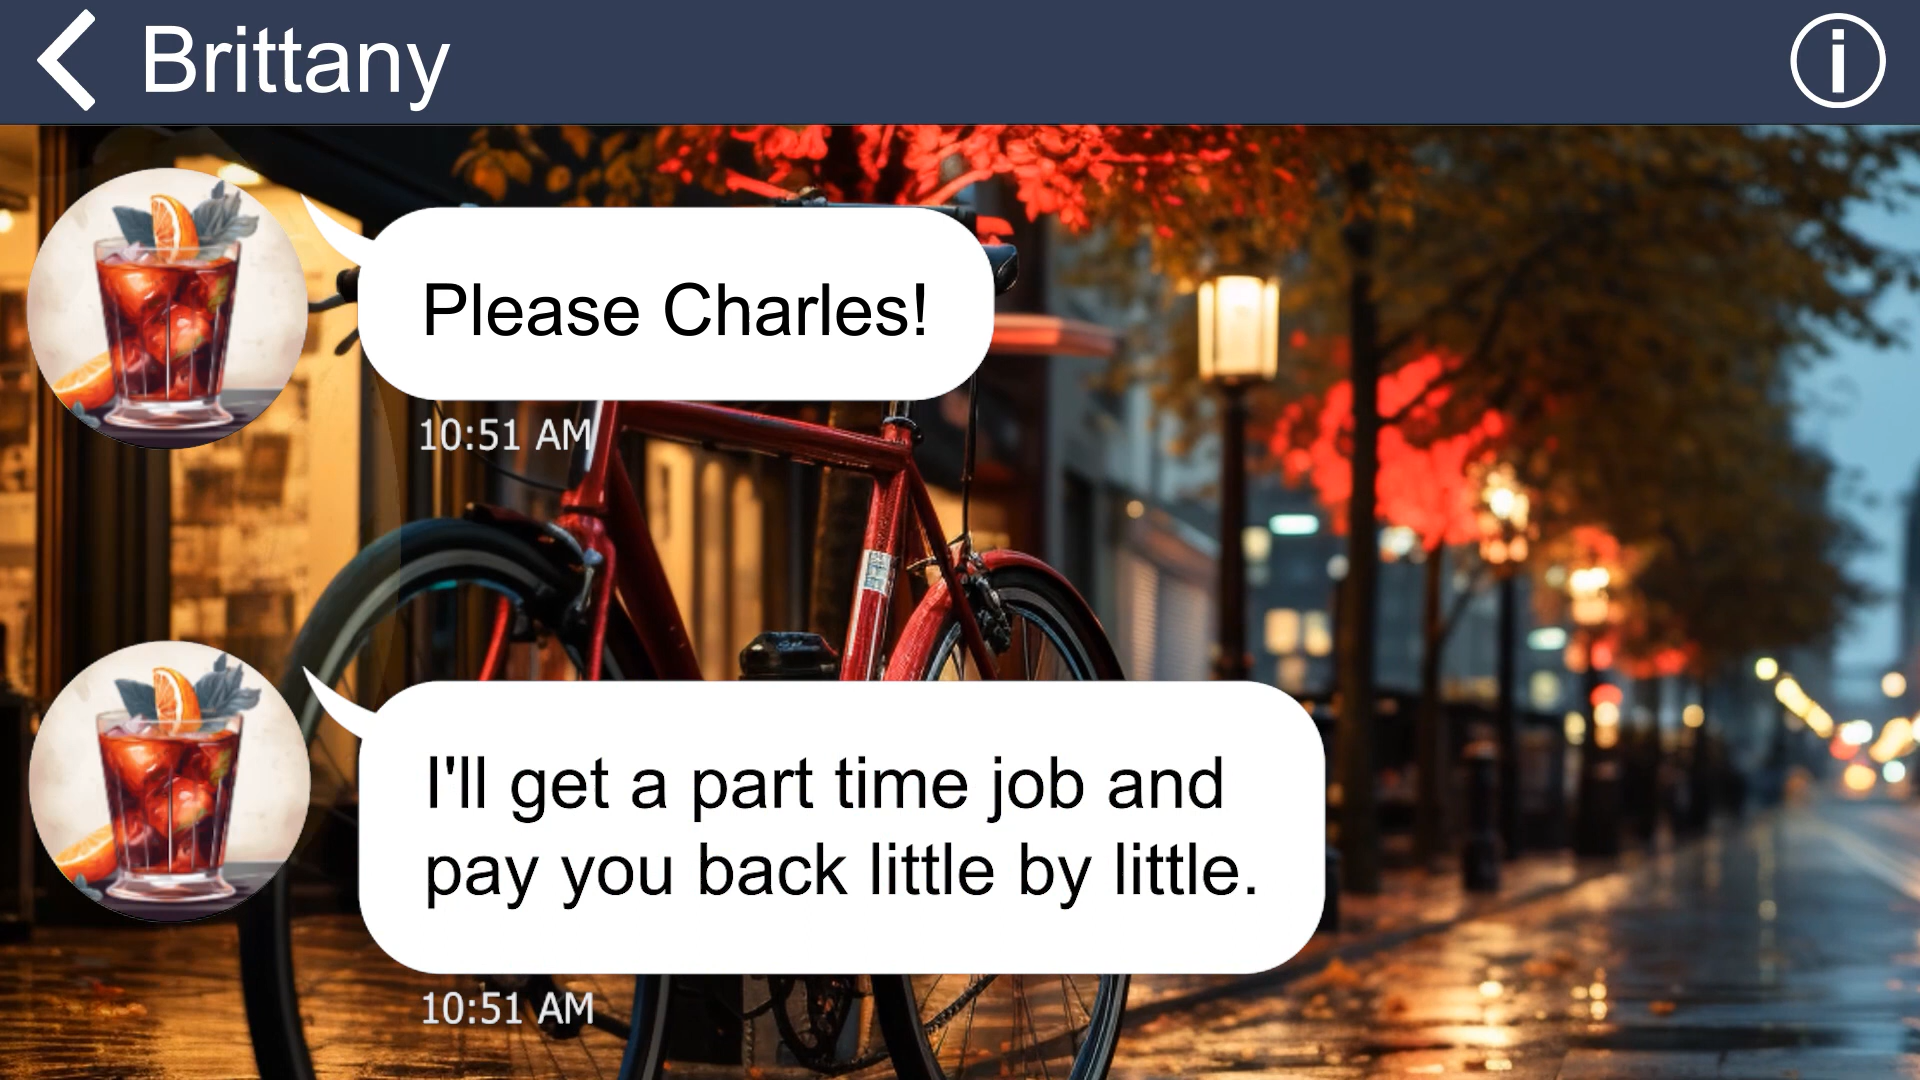 Brittany
Please Charles!
10:51 AM
I'll get a part time job and
pay you back little by little.
10:51 AM